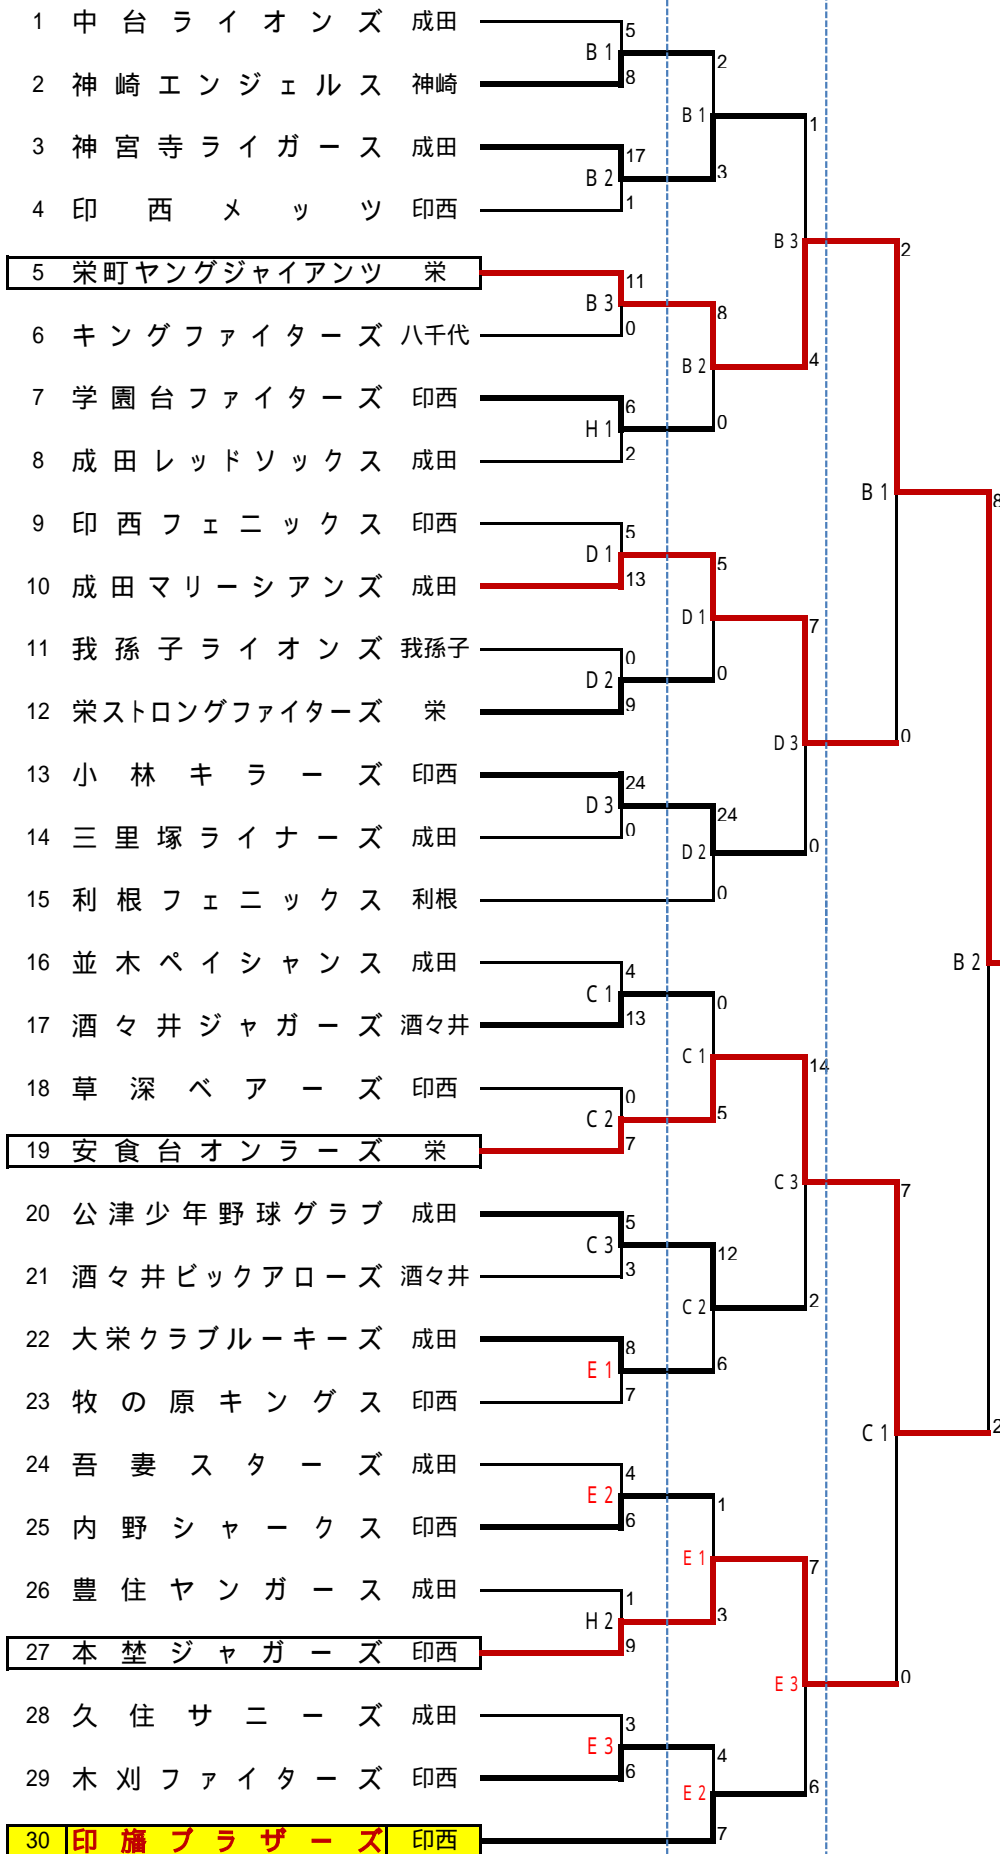 1 中台ライオンズ 成田 5
B1 2
2 神崎エンジェルス 神崎 8
B1 1
3 神宮寺ライガース 成田 17
B2 3
4 印西メッツ 印西 1
B3 2
5 栄町ヤングジャイアンツ 栄 11
B3 8
6 キングファイターズ 八千代 0
B2 4
7 学園台ファイターズ 印西 6
H1 0
8 成田レッドソックス 成田 2
B1 8
9 印西フェニックス 印西 5
D1 5
10 成田マリーシアンズ 成田 13
D1 7
11 我孫子ライオンズ 我孫子 0
D2 0
12 栄ストロングファイターズ 栄 9
D3 0
13 小林キラーズ 印西 24
D3 24
14 三里塚ライナーズ 成田 0
D2 0
15 利根フェニックス 利根 0
16 並木ペイシャンス 成田 4
B2
C1 0
17 酒々井ジャガーズ 酒々井 13
C1 14
18 草深ベアーズ 印西 0
C2 5
19 安食台オンラーズ 栄 7
C3 7
20 公津少年野球グラブ 成田 5
C3 12
21 酒々井ビックアローズ 酒々井 3
C2 2
22 大栄クラブルーキーズ 成田 8
E1 6
23 牧の原キングス 印西 7
C1 2
24 吾妻スターズ 成田 4
E2 1
25 内野シャークス 印西 6
E1 7
26 豊住ヤンガース 成田 1
H2 3
27 本埜ジャガーズ 印西 9
E3 0
28 久住サニーズ 成田 3
E3 4
29 木刈ファイターズ 印西 6
E2 6
30 印旛ブラザーズ 印西 7